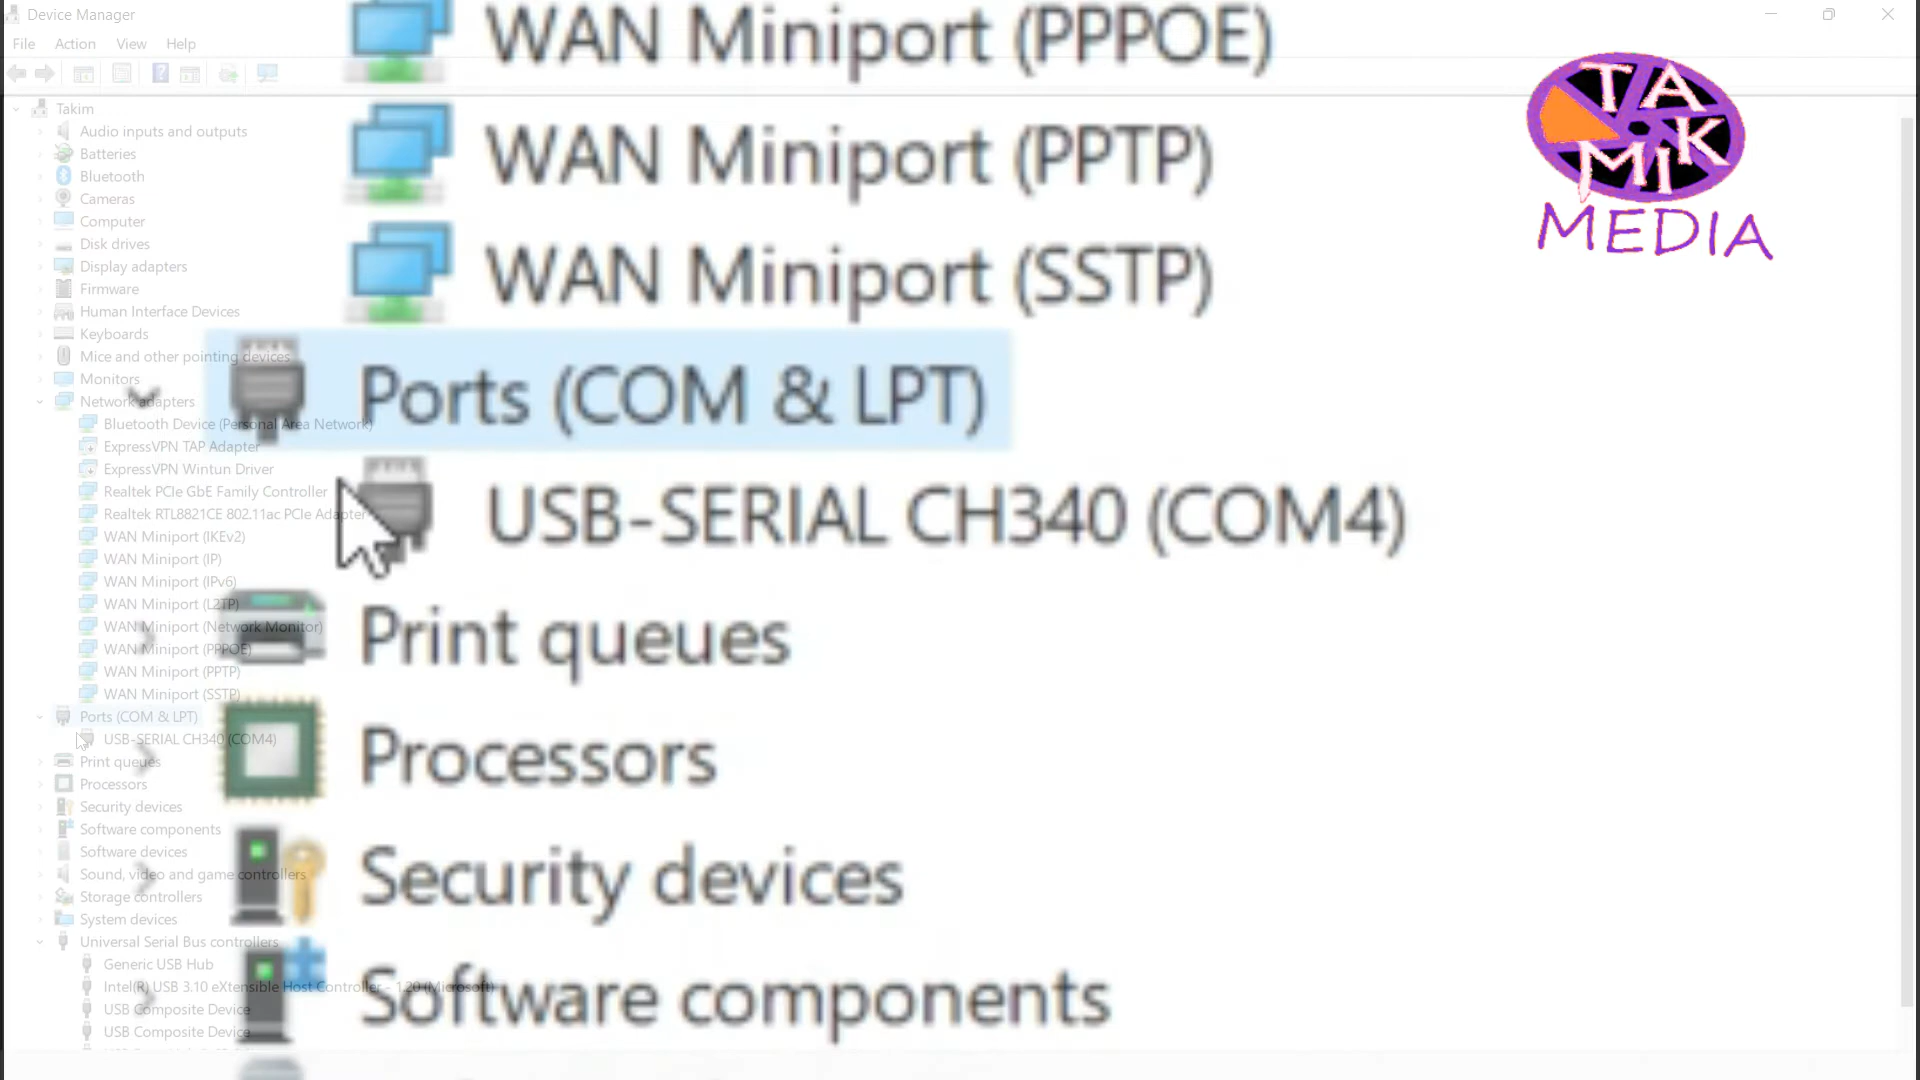 Device Manager
File Action View Help
Takim
Audio inputs and outputs
Batteries
Bluetooth
Cameras
Computer
Disk drives
Display adapters
Firmware
Human Interface Devices
Keyboards
Mice and other pointing devices
Monitors
Network adapters
Bluetooth Device (Personal Area Network)
ExpressVPN TAP Adapter
ExpressVPN Wintun Driver
Realtek PCIe GbE Family Controller
Realtek RTL8821CE 802.11ac PCIe Adapter
WAN Miniport (IKEv2)
WAN Miniport (IP)
WAN Miniport (IPv6)
WAN Miniport (L2TP)
WAN Miniport (Network Monitor)
WAN Miniport (PPPOE)
WAN Miniport (PPTP)
WAN Miniport (SSTP)
Ports (COM & LPT)
USB-SERIAL CH340 (COM4)
Print queues
Processors
Security devices
Software components
Software devices
Sound, video and game controllers
Storage controllers
System devices
Universal Serial Bus controllers
Generic USB Hub
Intel(R) USB 3.10 eXtensible Host Controller - 1.20 (Microsoft)
USB Composite Device
USB Composite Device
WAN Miniport (PPPOE)
WAN Miniport (PPTP)
WAN Miniport (SSTP)
Ports (COM & LPT)
USB-SERIAL CH340 (COM4)
Print queues
Processors
Security devices
Software components
TAKMIK
MEDIA